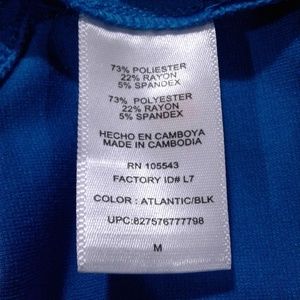 73% POLIESTER
22% RAYON
5% SPANDEX
73% POLYESTER
22% RAYON
5% SPANDEX
HECHO EN CAMBOYA
MADE IN CAMBODIA
RN 105543
FACTORY ID# L7
COLOR : ATLANTIC/BLK
UPC:827576777798
M